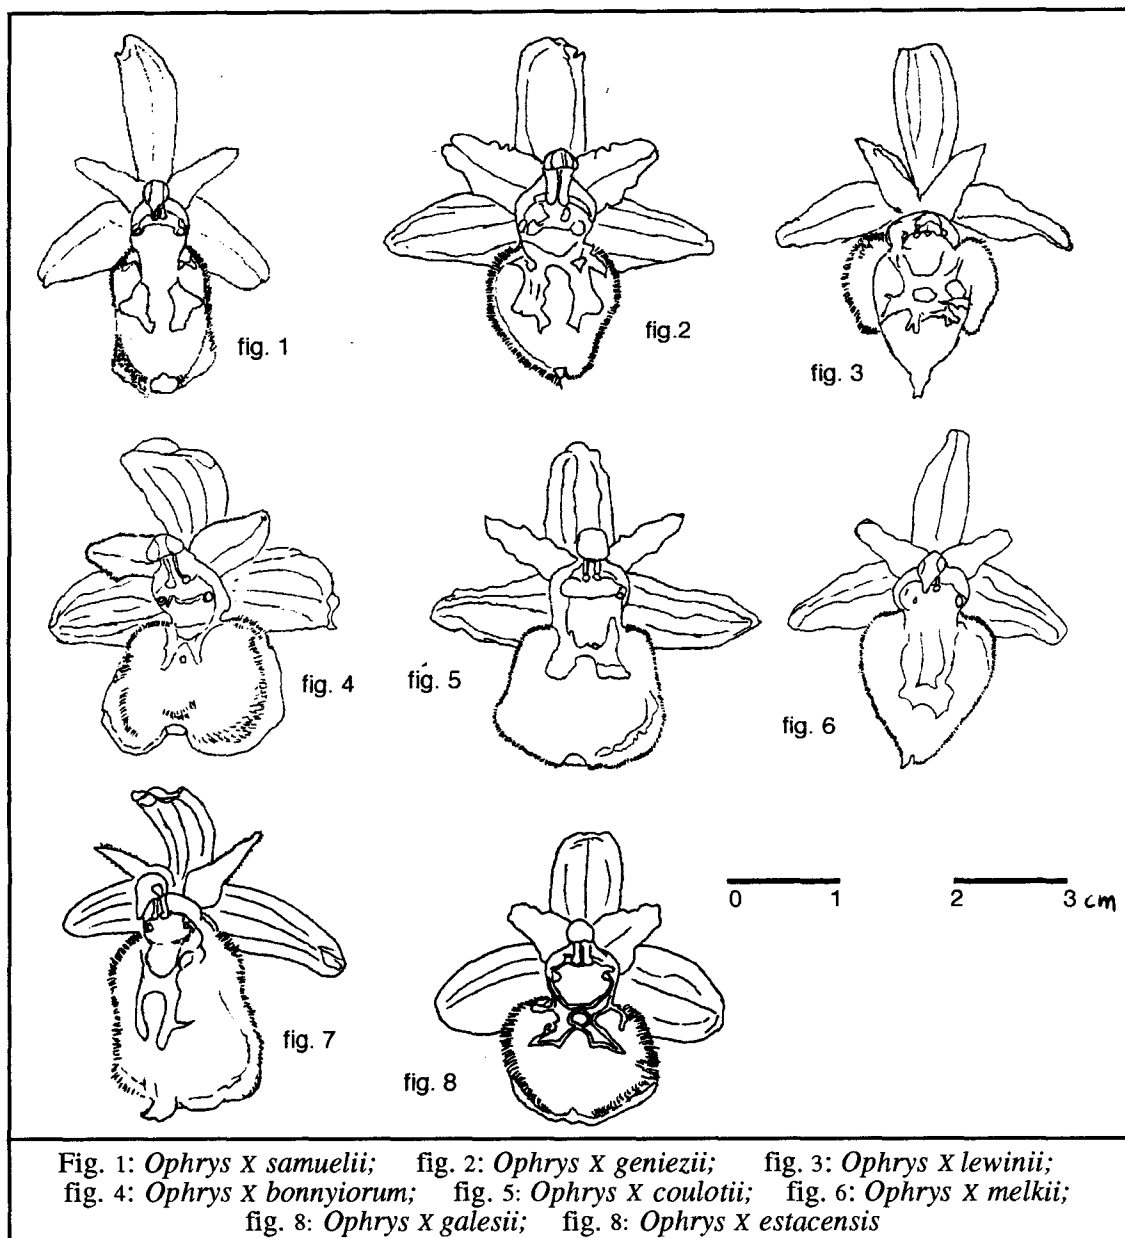 fig. 1
fig.2
fig. 3
fig. 4
fig. 5
fig. 6
fig. 7
fig. 8
0 1 2 3 cm
Fig. 1: Ophrys X samuelii; fig. 2: Ophrys X geniezii; fig. 3: Ophrys X lewinii;
fig. 4: Ophrys X bonnyiorum; fig. 5: Ophrys X coulotii; fig. 6: Ophrys X melkii;
fig. 8: Ophrys X galesii; fig. 8: Ophrys X estacensis